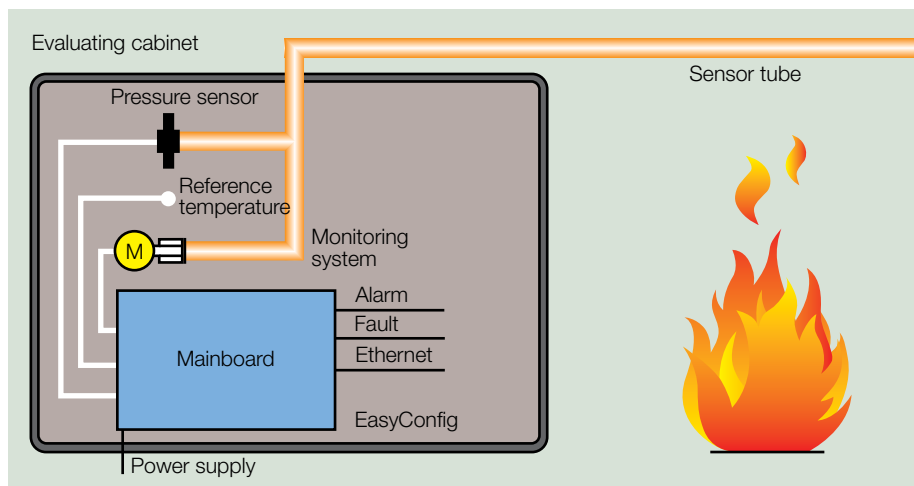 Evaluating cabinet
Sensor tube
Pressure sensor
Reference
temperature
M
Monitoring
system
Alarm
Fault
Ethernet
Mainboard
EasyConfig
Power supply